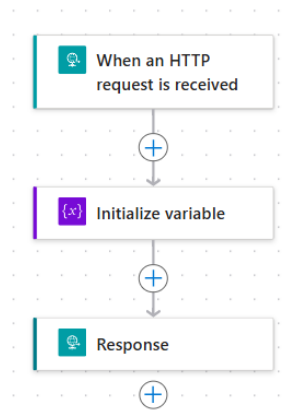 When an HTTP
request is received
{x} Initialize variable
Response